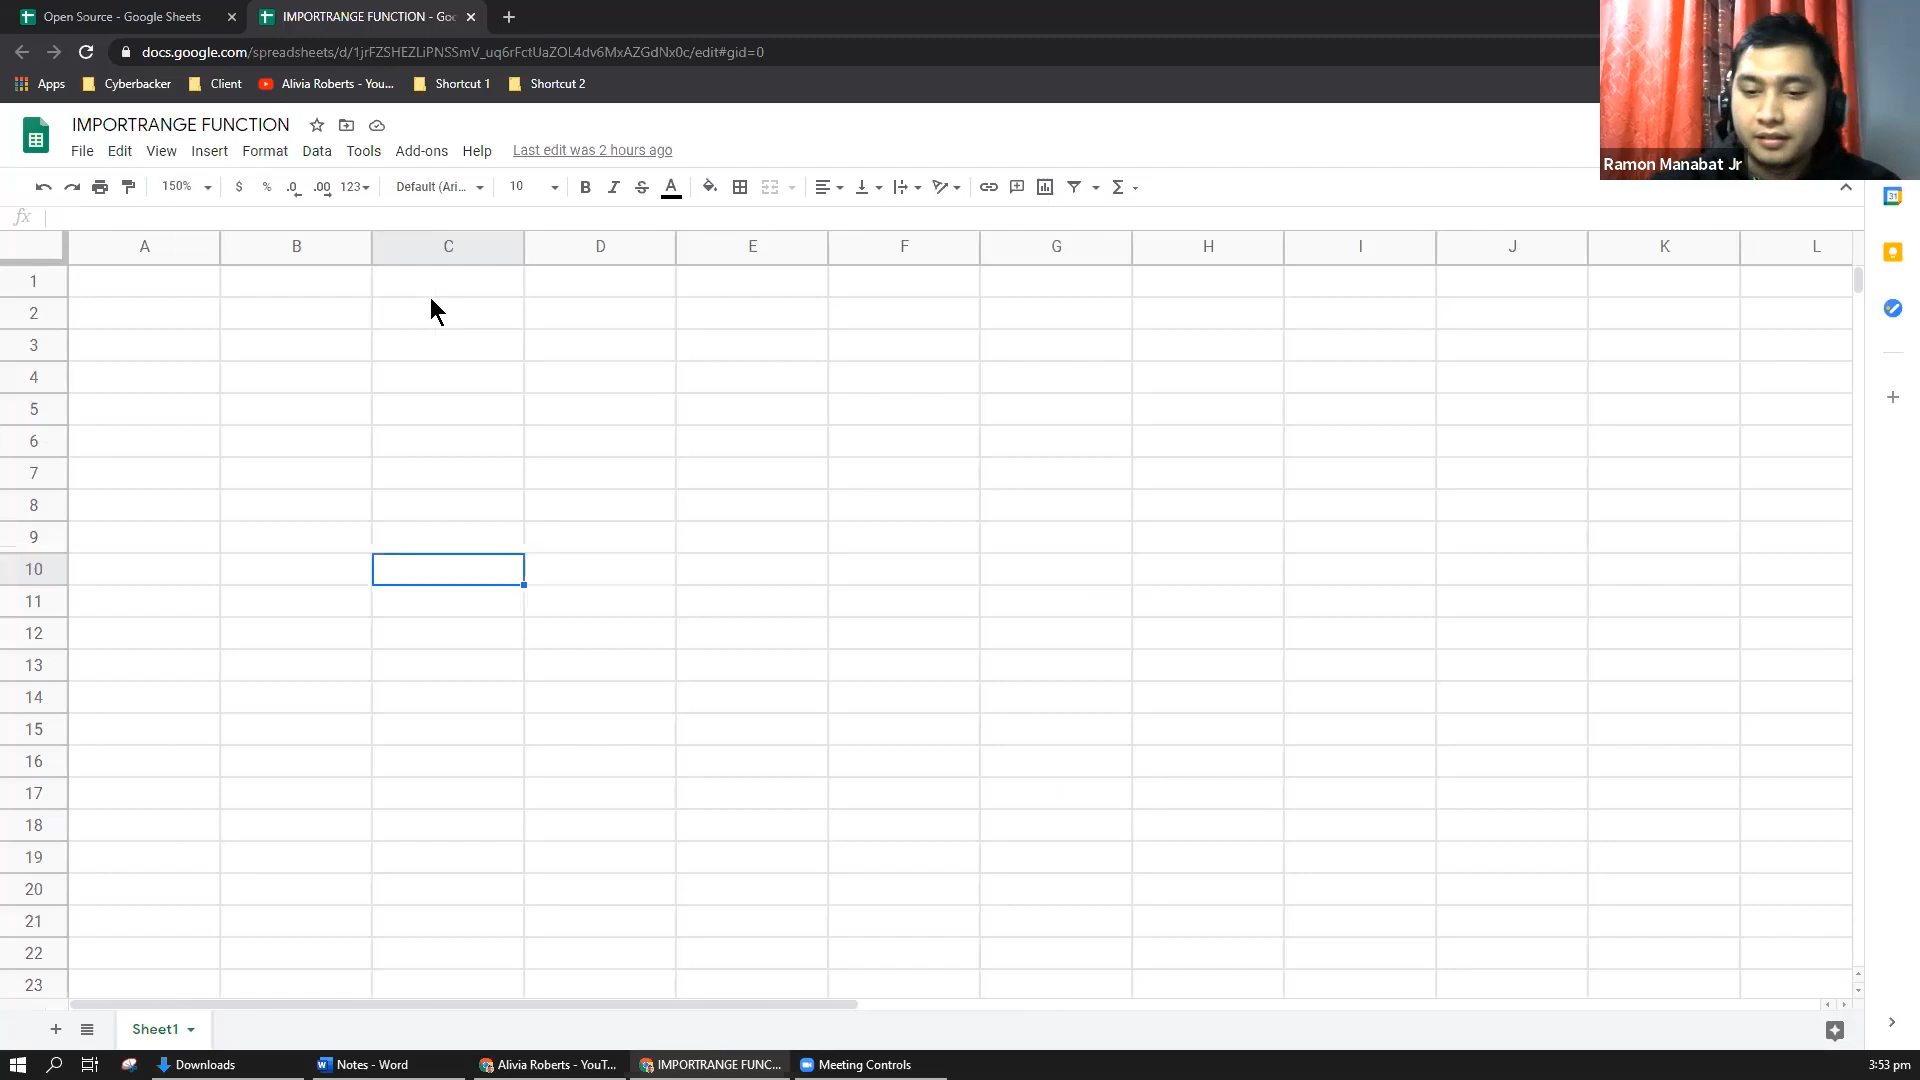 Open Source - Google Sheets
IMPORTRANGE FUNCTION - Goo
docs.google.com/spreadsheets/d/1jrFZSHEZLiPNSSmV_uq6rFctUaZOL4dv6MxAZGdNx0c/edit#gid=0
Apps Cyberbacker Client Alivia Roberts - You... Shortcut 1 Shortcut 2
Ramon Manabat Jr
IMPORTRANGE FUNCTION
File Edit View Insert Format Data Tools Add-ons Help Last edit was 2 hours ago
150% $ % .0 .00 123 Default (Ari... 10 B I S A Σ
fx
A B C D E F G H I J K L
1
2
3
4
5
6
7
8
9
10
11
12
13
14
15
16
17
18
19
20
21
22
23
31
Sheet1
Downloads Notes - Word Alivia Roberts - YouT... IMPORTRANGE FUNC... Meeting Controls 3:53 pm